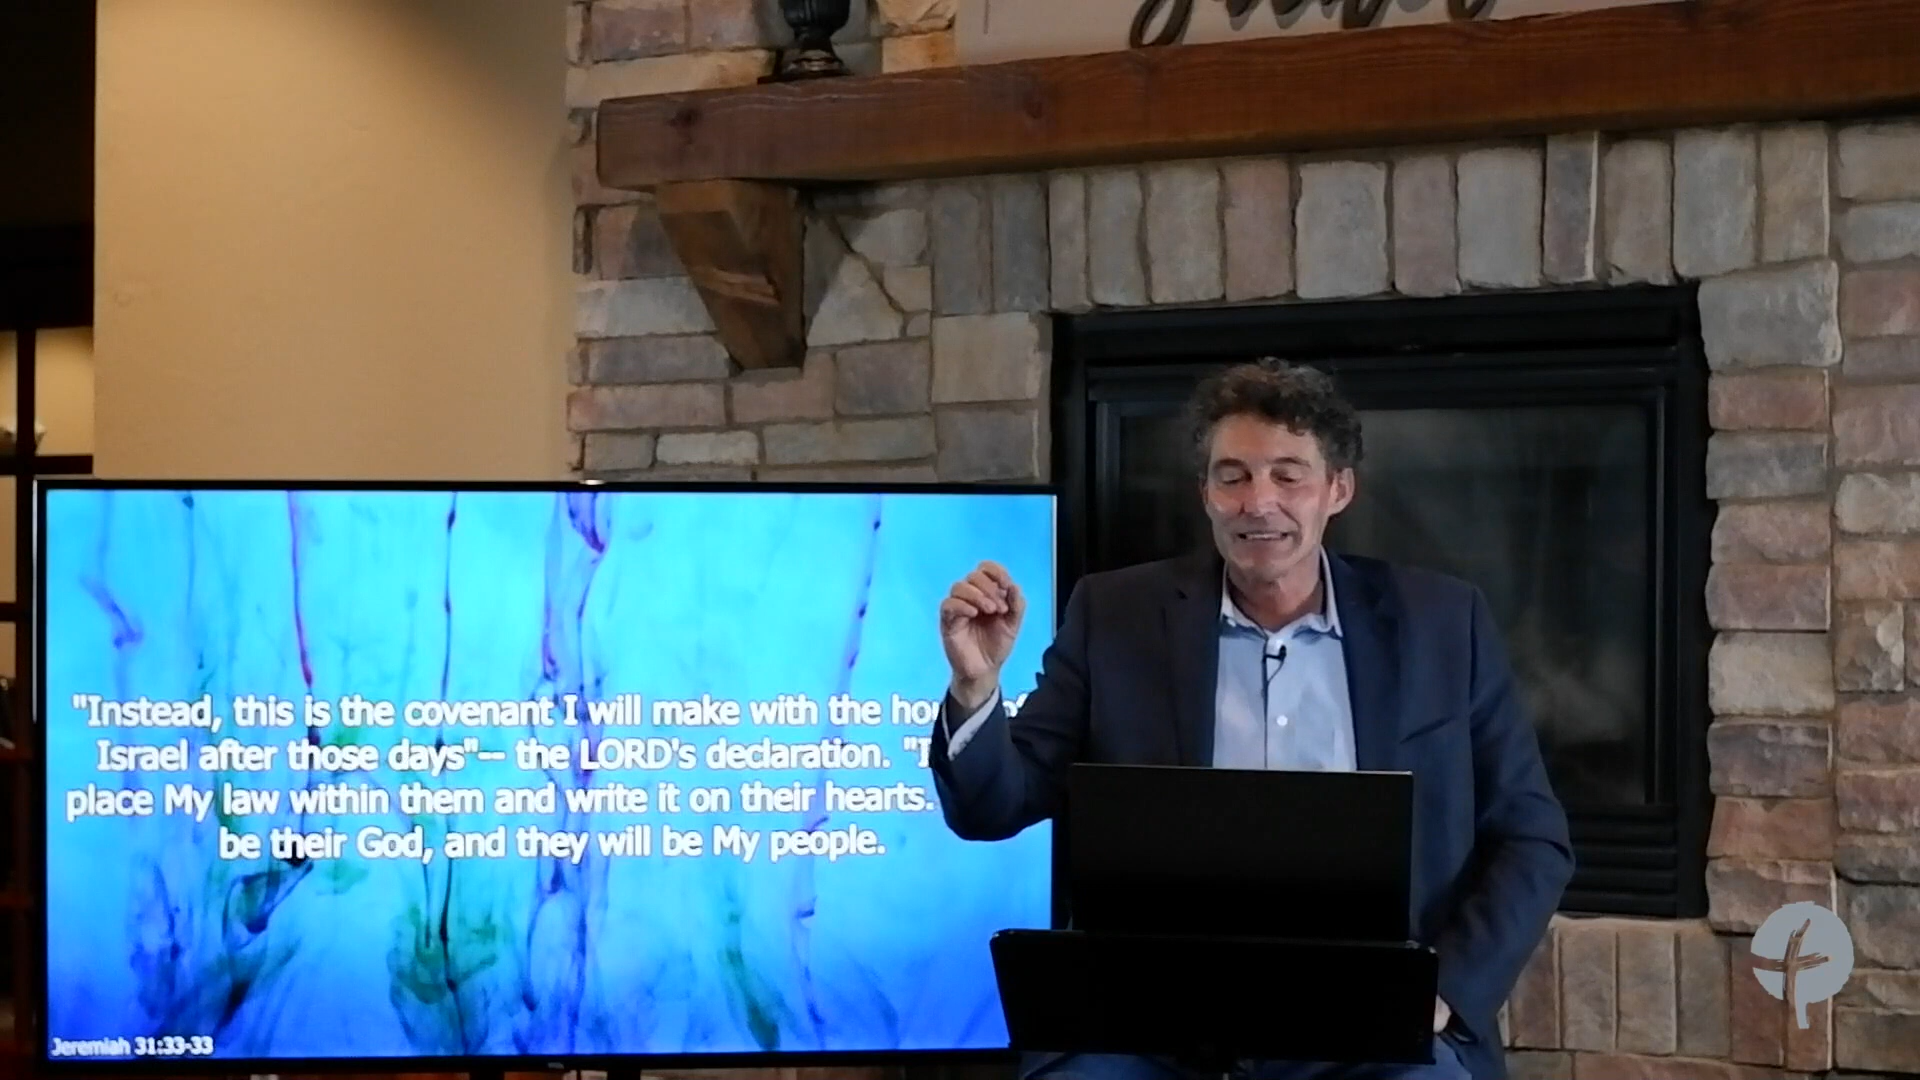 "Instead, this is the covenant I will make with the of
Israel after those days"-- the LORD's declaration. "I
place My law within them and write it on their hearts.
be their God, and they will be My people.
Jeremiah 31:33-33